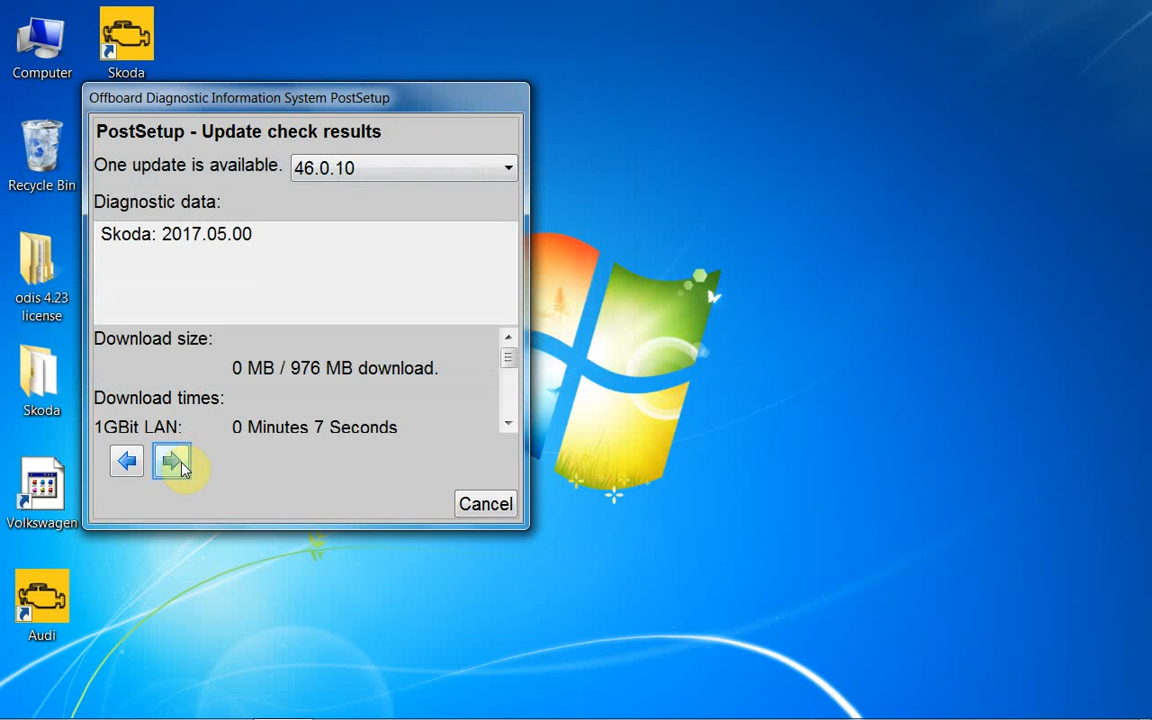 Computer
Skoda
Recycle Bin
odis 4.23
license
Skoda
Volkswagen
Audi
Offboard Diagnostic Information System PostSetup
PostSetup - Update check results
One update is available. 46.0.10
Diagnostic data:
Skoda: 2017.05.00
Download size:
0 MB / 976 MB download.
Download times:
1GBit LAN: 0 Minutes 7 Seconds
Cancel